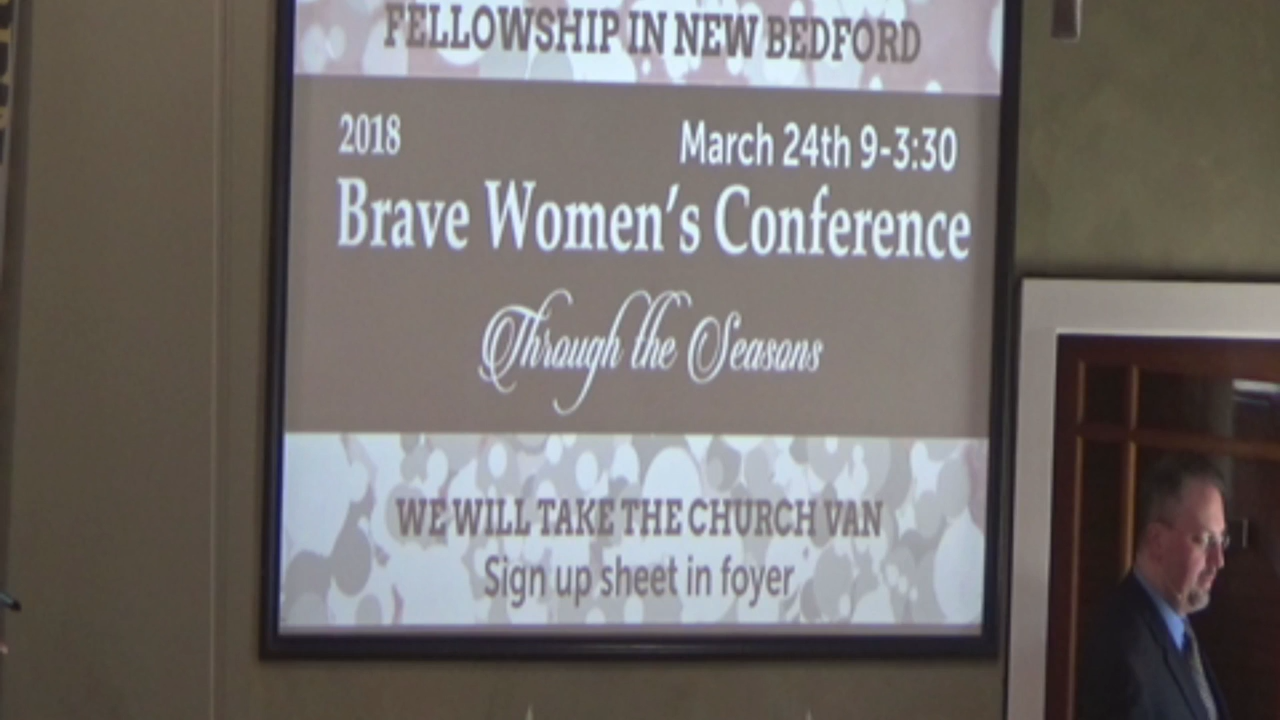 FELLOWSHIP IN NEW BEDFORD
2018
March 24th 9-3:30
Brave Women's Conference
Through the Seasons
WE WILL TAKE THE CHURCH VAN
Sign up sheet in foyer